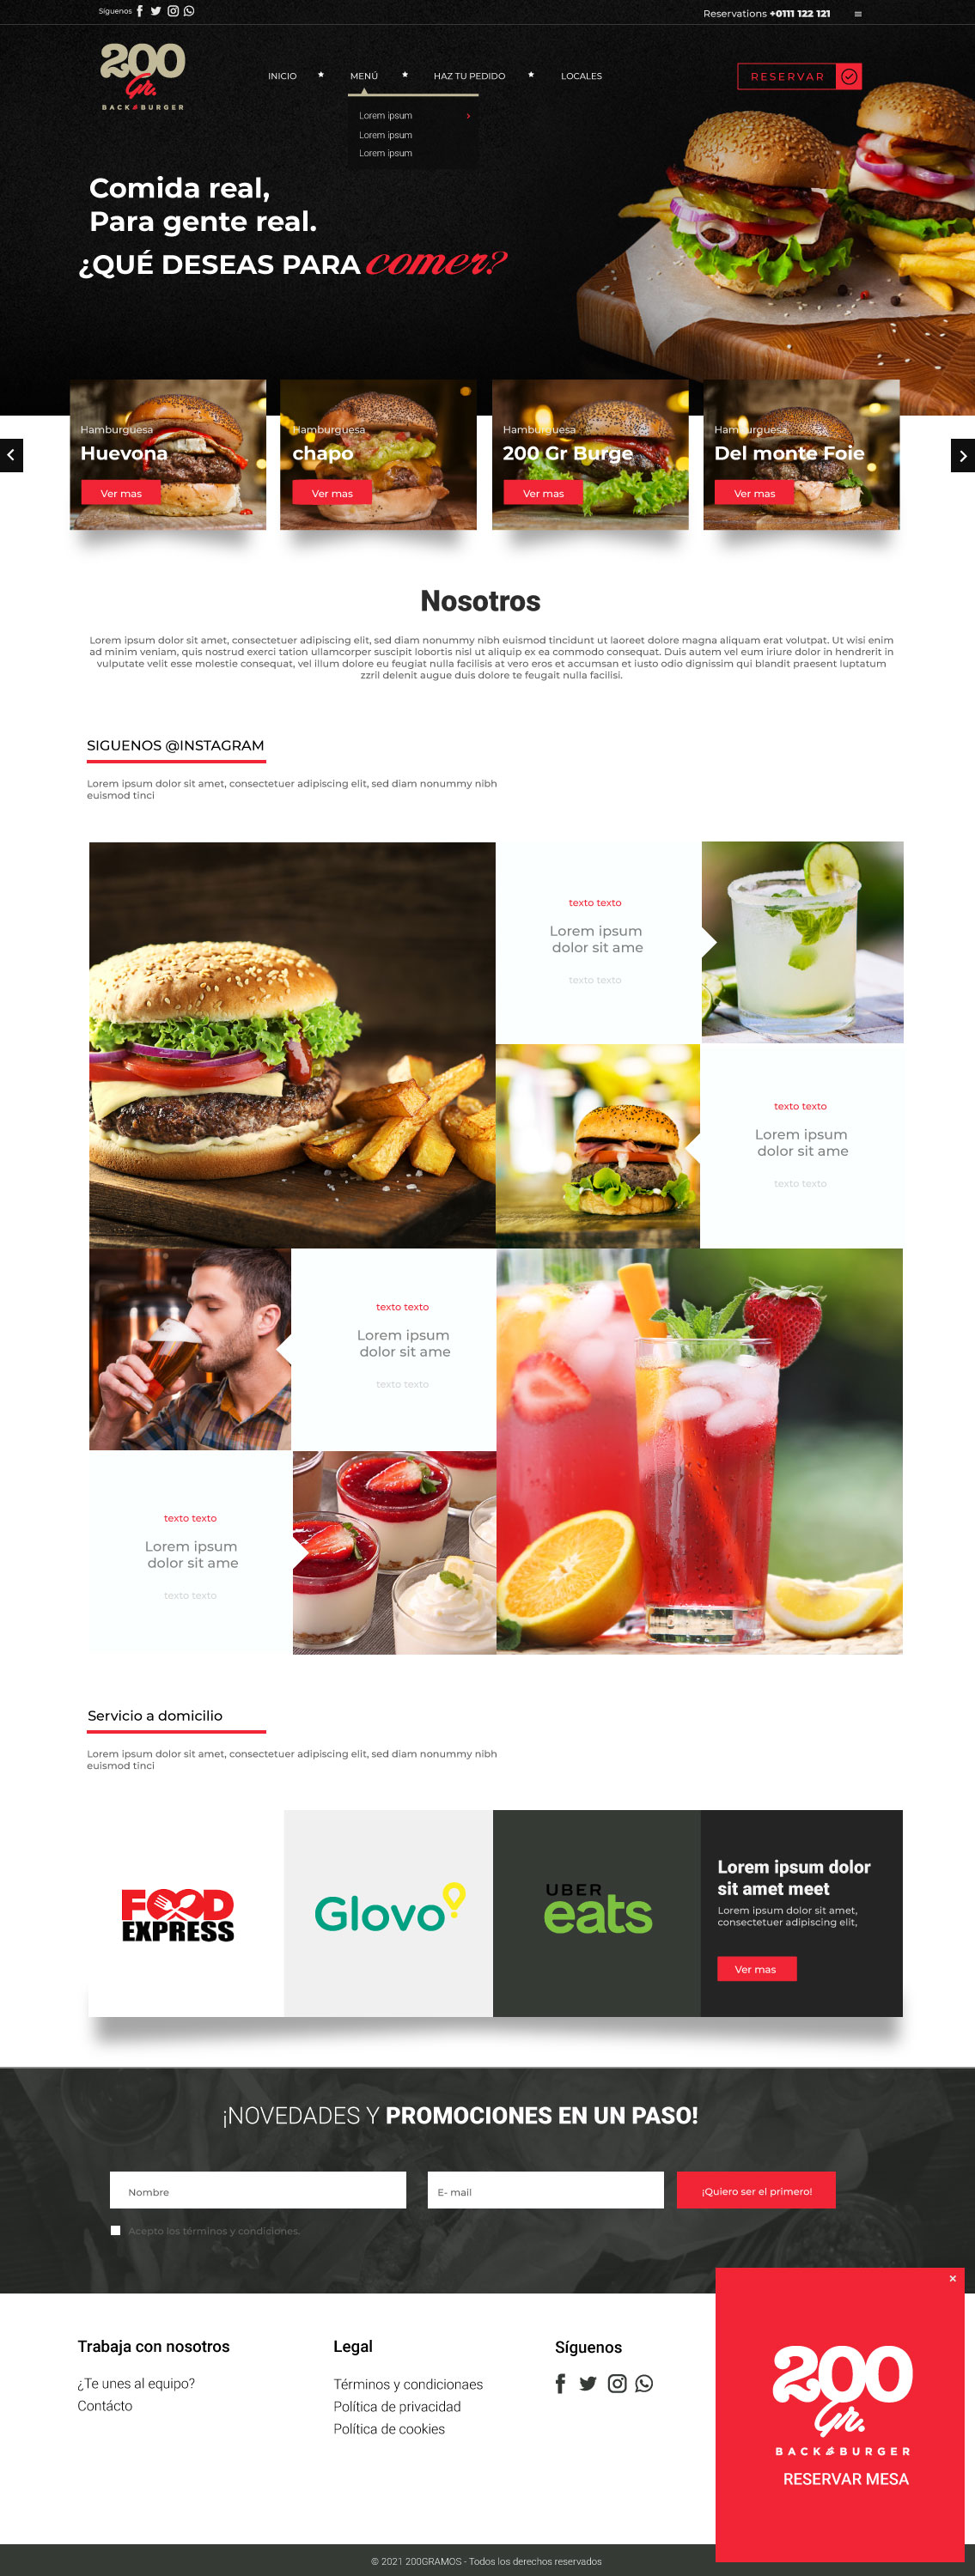 Síguenos
Reservations +0111 122 121
200
Gr.
BACK BURGER
INICIO
MENÚ
HAZ TU PEDIDO
LOCALES
RESERVAR
Lorem ipsum
Lorem ipsum
Lorem ipsum
Comida real,
Para gente real.
¿QUÉ DESEAS PARA comer?
Hamburguesa
Huevona
Ver mas
Hamburguesa
chapo
Ver mas
Hamburguesa
200 Gr Burge
Ver mas
Hamburguesa
Del monte Foie
Ver mas
Nosotros
Lorem ipsum dolor sit amet, consectetuer adipiscing elit, sed diam nonummy nibh euismod tincidunt ut laoreet dolore magna aliquam erat volutpat. Ut wisi enim
ad minim veniam, quis nostrud exerci tation ullamcorper suscipit lobortis nisl ut aliquip ex ea commodo consequat. Duis autem vel eum iriure dolor in hendrerit in
vulputate velit esse molestie consequat, vel illum dolore eu feugiat nulla facilisis at vero eros et accumsan et iusto odio dignissim qui blandit praesent luptatum
zzril delenit augue duis dolore te feugait nulla facilisi.
SIGUENOS @INSTAGRAM
Lorem ipsum dolor sit amet, consectetuer adipiscing elit, sed diam nonummy nibh
euismod tinci
texto texto
Lorem ipsum
dolor sit ame
texto texto
texto texto
Lorem ipsum
dolor sit ame
texto texto
texto texto
Lorem ipsum
dolor sit ame
texto texto
texto texto
Lorem ipsum
dolor sit ame
texto texto
Servicio a domicilio
Lorem ipsum dolor sit amet, consectetuer adipiscing elit, sed diam nonummy nibh
euismod tinci
FOOD
EXPRESS
Glovo
UBER
eats
Lorem ipsum dolor
sit amet meet
Lorem ipsum dolor sit amet,
consectetuer adipiscing elit,
Ver mas
¡NOVEDADES Y PROMOCIONES EN UN PASO!
Nombre
E- mail
¡Quiero ser el primero!
Acepto los términos y condiciones.
Trabaja con nosotros
¿Te unes al equipo?
Contácto
Legal
Términos y condicionaes
Política de privacidad
Política de cookies
Síguenos
200
Gr.
BACK BURGER
RESERVAR MESA
© 2021 200GRAMOS - Todos los derechos reservados